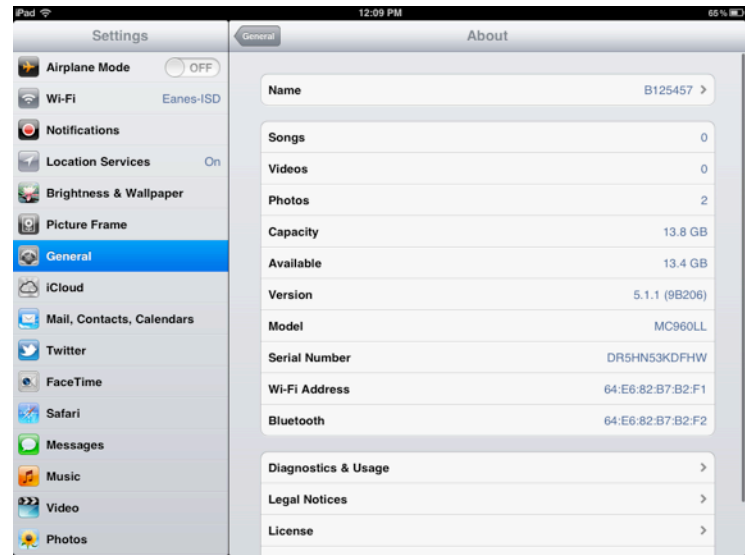 iPad 12:09 PM 65%
Settings
Airplane Mode OFF
Wi-Fi Eanes-ISD
Notifications
Location Services On
Brightness & Wallpaper
Picture Frame
General
iCloud
Mail, Contacts, Calendars
Twitter
FaceTime
Safari
Messages
Music
Video
Photos
General About
Name B125457
Songs 0
Videos 0
Photos 2
Capacity 13.8 GB
Available 13.4 GB
Version 5.1.1 (9B206)
Model MC960LL
Serial Number DR5HN53KDFHW
Wi-Fi Address 64:E6:82:B7:B2:F1
Bluetooth 64:E6:82:B7:B2:F2
Diagnostics & Usage
Legal Notices
License